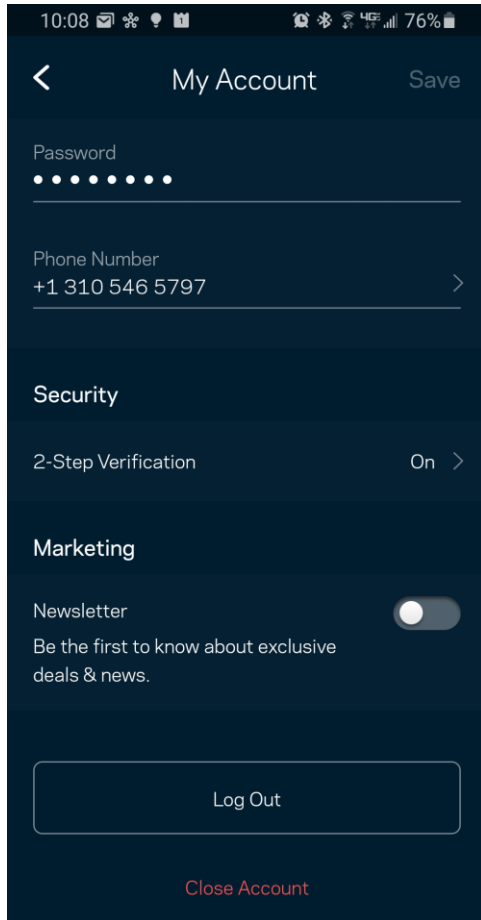 10:08 76%
My Account Save
Password
Phone Number
+1 310 546 5797
Security
2-Step Verification On
Marketing
Newsletter
Be the first to know about exclusive
deals & news.
Log Out
Close Account